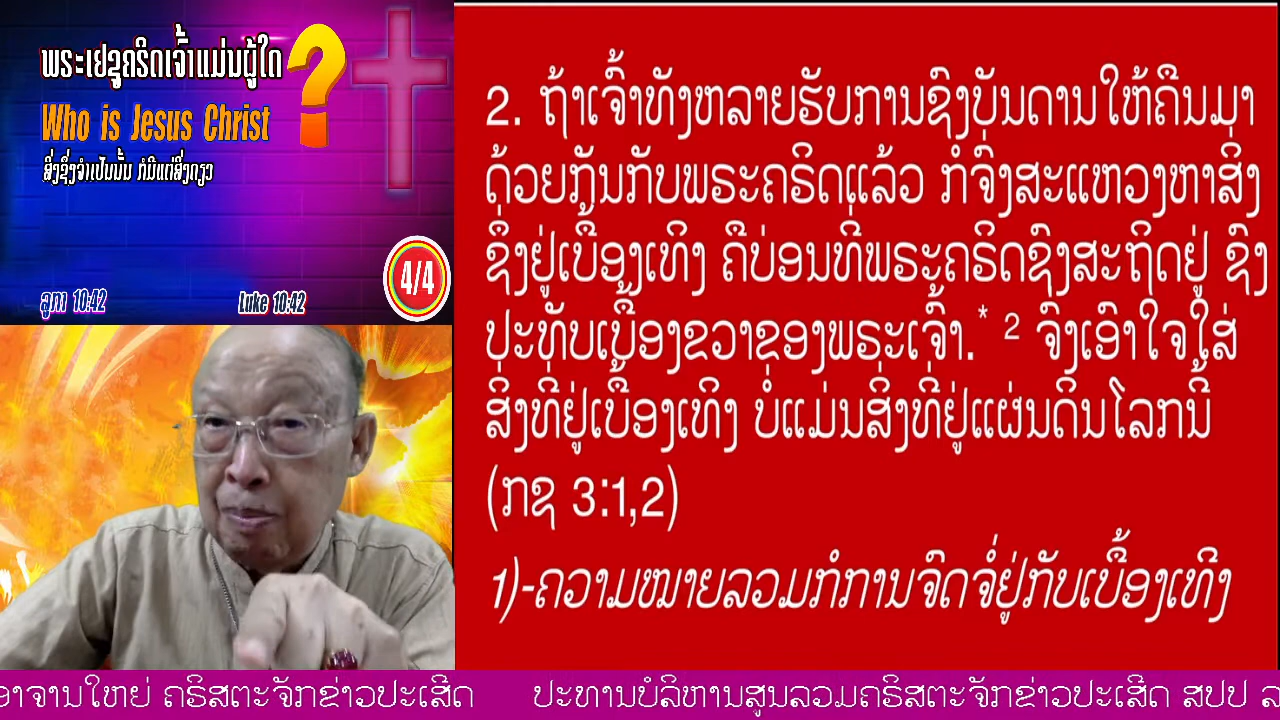 ພຣະເຢຊູຄຣິດເຈົ້າແມ່ນຜູ້ໃດ
?
Who is Jesus Christ
ສິ່ງຊຶ່ງຈຳເປັນນັ້ນ ກໍມີແຕ່ສິ່ງດຽວ
ລູກາ 10:42
Luke 10:42
4/4
2. ຖ້າເຈົ້າທັງຫລາຍຮັບການຊົງບັນດານໃຫ້ຄືນມາ
ດ້ວຍກັນກັບພຣະຄຣິດແລ້ວ ກໍຈົ່ງສະແຫວງຫາສິ່ງ
ຊຶ່ງຢູ່ເບື້ອງເທິງ ຄືບ່ອນທີ່ພຣະຄຣິດຊົງສະຖິດຢູ່ ຊົງ
ປະທັບເບື້ອງຂວາຂອງພຣະເຈົ້າ.* 2 ຈົ່ງເອົາໃຈໃສ່
ສິ່ງທີ່ຢູ່ເບື້ອງເທິງ ບໍ່ແມ່ນສິ່ງທີ່ຢູ່ແຜ່ນດິນໂລກນີ້
(ກຊ 3:1,2)
1)-ຄວາມໝາຍລວມກໍການຈົດຈໍ່ຢູ່ກັບເບື້ອງເທິງ
ອາຈານໃຫຍ່ ຄຣິສຕະຈັກຂ່າວປະເສີດ ປະທານບໍລິຫານສູນລວມຄຣິສຕະຈັກຂ່າວປະເສີດ ສປປ ລ